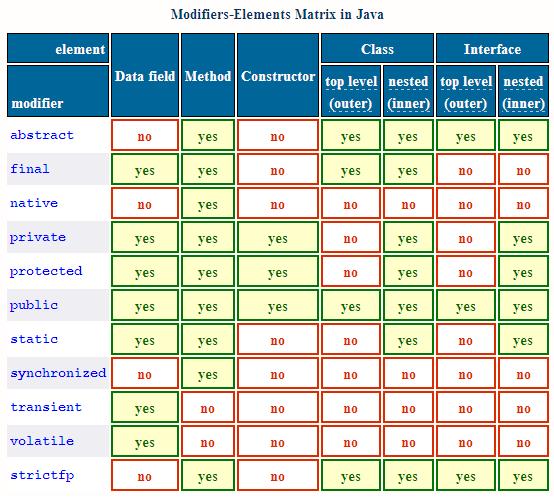 Modifiers-Elements Matrix in Java
element Data field Method Constructor Class Interface
modifier top level (outer) nested (inner) top level (outer) nested (inner)
abstract no yes no yes yes yes yes
final yes yes no yes yes no no
native no yes no no no no no
private yes yes yes no yes no yes
protected yes yes yes no yes no yes
public yes yes yes yes yes yes yes
static yes yes no no yes no yes
synchronized no yes no no no no no
transient yes no no no no no no
volatile yes no no no no no no
strictfp no yes no yes yes yes yes